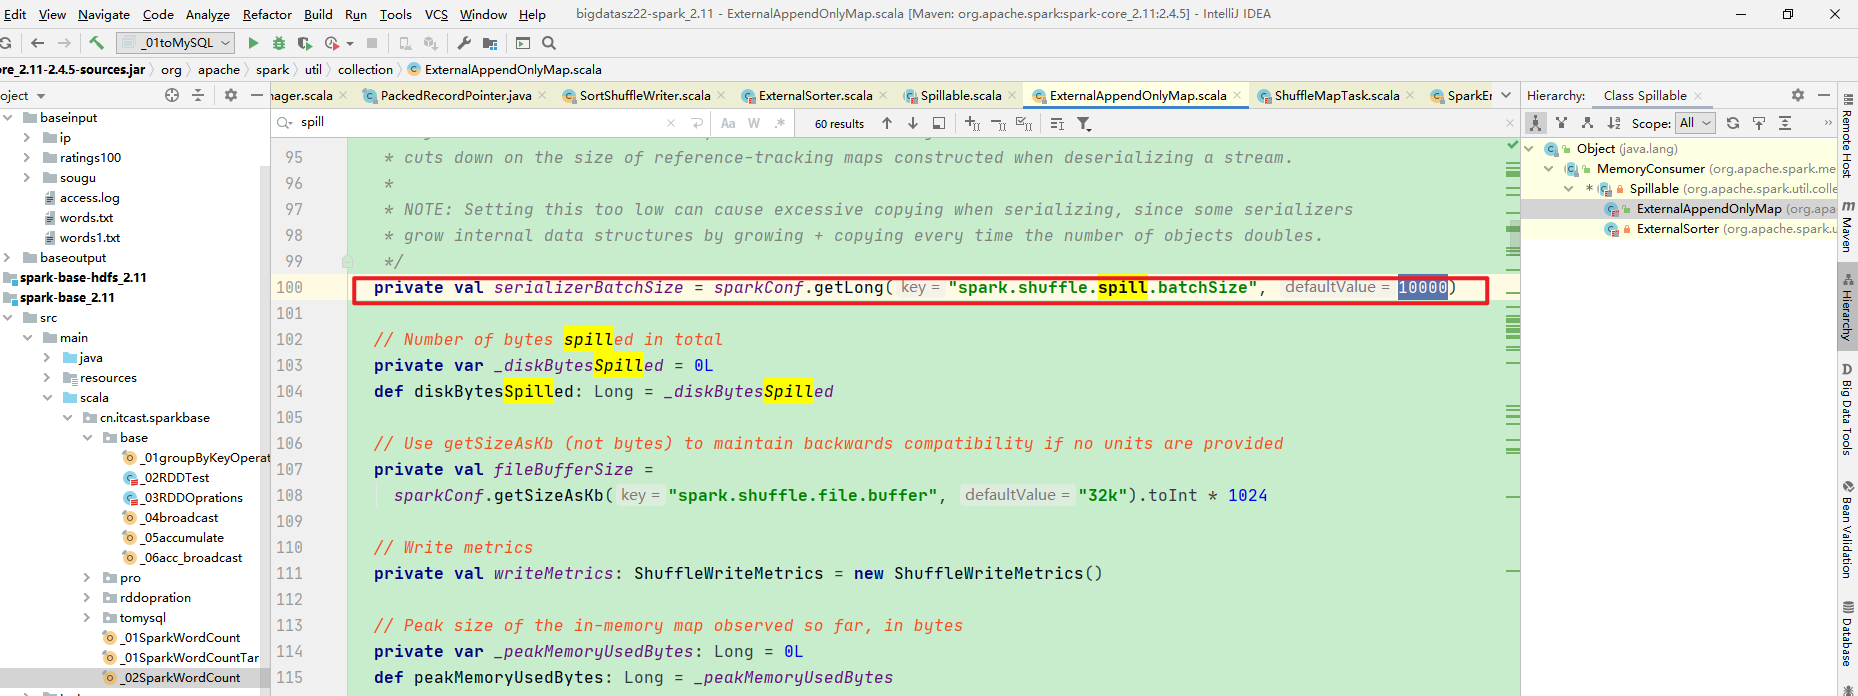 Edit View Navigate Code Analyze Refactor Build Run Tools VCS Window Help bigdatasz22-spark_2.11 - ExternalAppendOnlyMap.scala [Maven: org.apache.spark:spark-core_2.11:2.4.5] - IntelliJ IDEA
_01toMySQL
re_2.11-2.4.5-sources.jar org apache spark util collection ExternalAppendOnlyMap.scala
oject
nager.scala PackedRecordPointer.java SortShuffleWriter.scala ExternalSorter.scala Spillable.scala ExternalAppendOnlyMap.scala ShuffleMapTask.scala SparkEr
Hierarchy: Class Spillable
baseinput
ip
ratings100
sougu
access.log
words.txt
words1.txt
baseoutput
spark-base-hdfs_2.11
spark-base_2.11
src
main
java
resources
scala
cn.itcast.sparkbase
base
_01groupByKeyOperat
_02RDDTest
_03RDDOprations
_04broadcast
_05accumulate
_06acc_broadcast
pro
rddopration
tomysql
_01SparkWordCount
_01SparkWordCountTar
_02SparkWordCount
spill Aa W .* 60 results
95 * cuts down on the size of reference-tracking maps constructed when deserializing a stream.
96 *
97 * NOTE: Setting this too low can cause excessive copying when serializing, since some serializers
98 * grow internal data structures by growing + copying every time the number of objects doubles.
99 */
100 private val serializerBatchSize = sparkConf.getLong( key = "spark.shuffle.spill.batchSize", defaultValue = 10000)
101
102 // Number of bytes spilled in total
103 private var _diskBytesSpilled = 0L
104 def diskBytesSpilled: Long = _diskBytesSpilled
105
106 // Use getSizeAsKb (not bytes) to maintain backwards compatibility if no units are provided
107 private val fileBufferSize =
108 sparkConf.getSizeAsKb( key = "spark.shuffle.file.buffer", defaultValue = "32k").toInt * 1024
109
110 // Write metrics
111 private val writeMetrics: ShuffleWriteMetrics = new ShuffleWriteMetrics()
112
113 // Peak size of the in-memory map observed so far, in bytes
114 private var _peakMemoryUsedBytes: Long = 0L
115 def peakMemoryUsedBytes: Long = _peakMemoryUsedBytes
Scope: All
Object (java.lang)
MemoryConsumer (org.apache.spark.me
* Spillable (org.apache.spark.util.colle
ExternalAppendOnlyMap (org.apa
ExternalSorter (org.apache.spark.u
Remote Host
Maven
Hierarchy
Big Data Tools
Bean Validation
Database